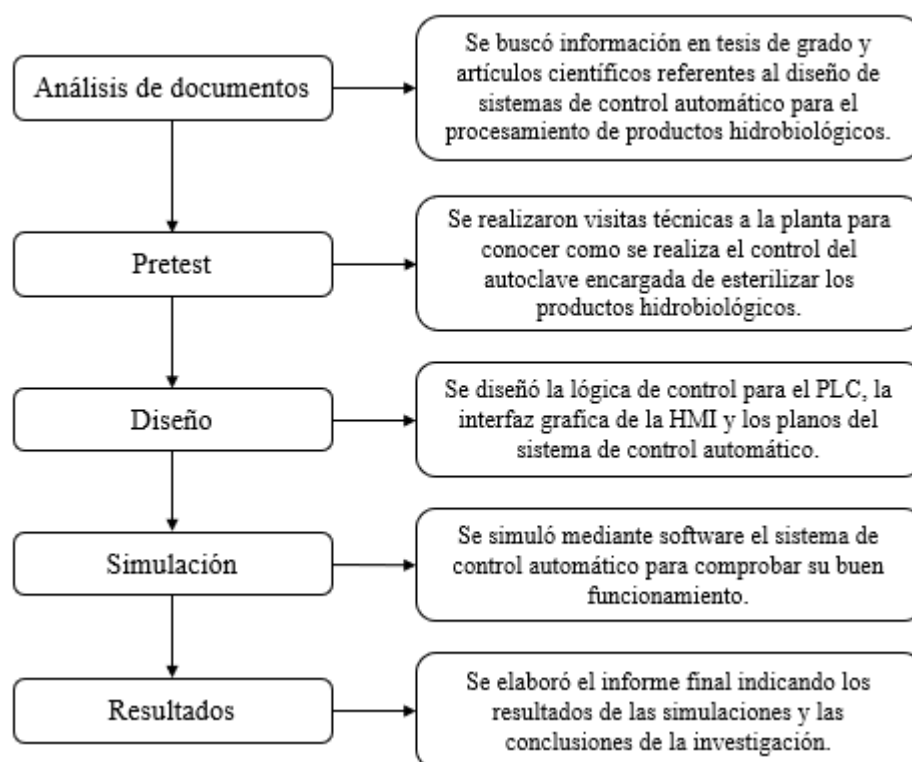 Análisis de documentos
Se buscó información en tesis de grado y
artículos científicos referentes al diseño de
sistemas de control automático para el
procesamiento de productos hidrobiológicos.
Pretest
Se realizaron visitas técnicas a la planta para
conocer como se realiza el control del
autoclave encargada de esterilizar los
productos hidrobiológicos.
Diseño
Se diseñó la lógica de control para el PLC, la
interfaz grafica de la HMI y los planos del
sistema de control automático.
Simulación
Se simuló mediante software el sistema de
control automático para comprobar su buen
funcionamiento.
Resultados
Se elaboró el informe final indicando los
resultados de las simulaciones y las
conclusiones de la investigación.